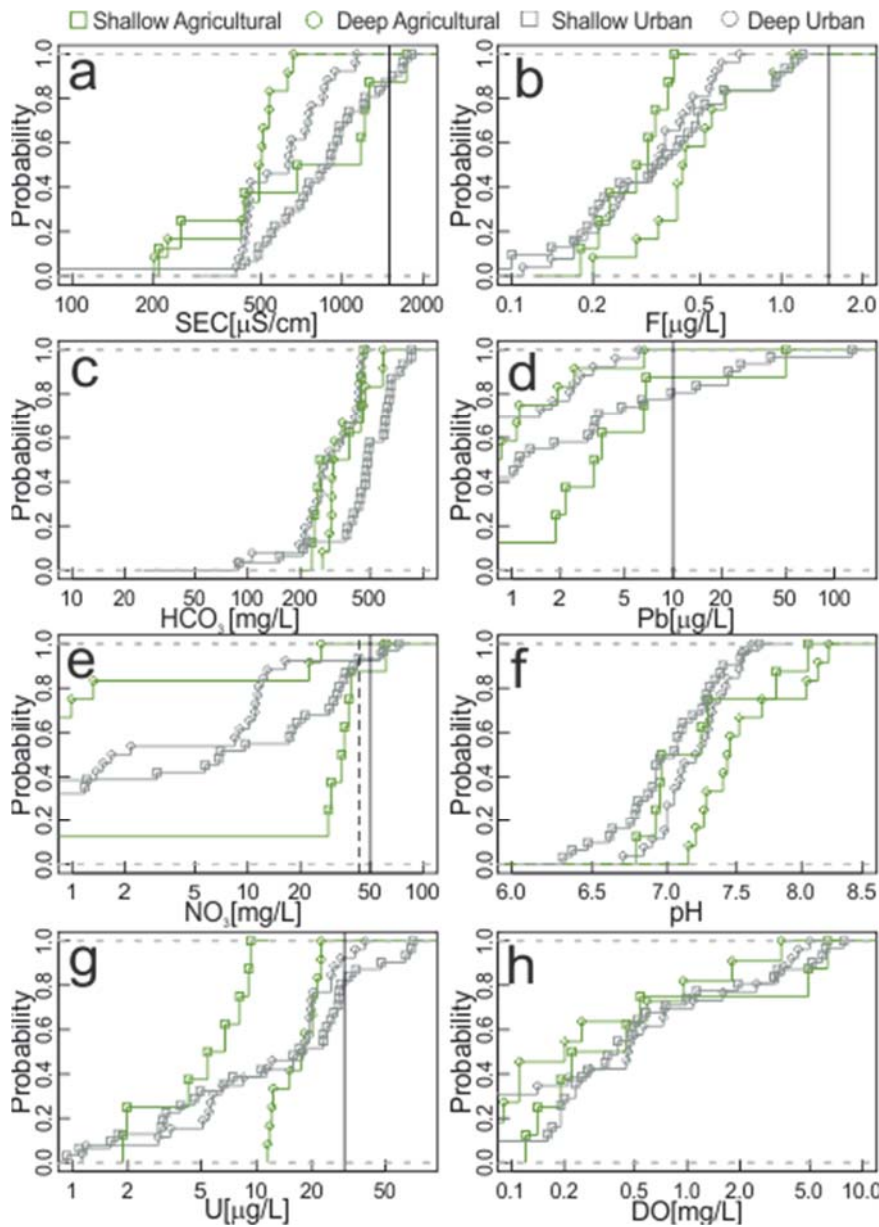 Shallow Agricultural Deep Agricultural Shallow Urban Deep Urban
a
Probability
0.0 0.2 0.4 0.6 0.8 1.0
100 200 500 1000 2000
SEC[µS/cm]
b
Probability
0.0 0.2 0.4 0.6 0.8 1.0
0.1 0.2 0.5 1.0 2.0
F[µg/L]
c
Probability
0.0 0.2 0.4 0.6 0.8 1.0
10 20 50 100 200 500
HCO₃[mg/L]
d
Probability
0.0 0.2 0.4 0.6 0.8 1.0
1 2 5 10 20 50 100
Pb[µg/L]
e
Probability
0.0 0.2 0.4 0.6 0.8 1.0
1 2 5 10 20 50 100
NO₃[mg/L]
f
Probability
0.0 0.2 0.4 0.6 0.8 1.0
6.0 6.5 7.0 7.5 8.0 8.5
pH
g
Probability
0.0 0.2 0.4 0.6 0.8 1.0
1 2 5 10 20 50
U[µg/L]
h
Probability
0.0 0.2 0.4 0.6 0.8 1.0
0.1 0.2 0.5 1.0 2.0 5.0 10.0
DO[mg/L]